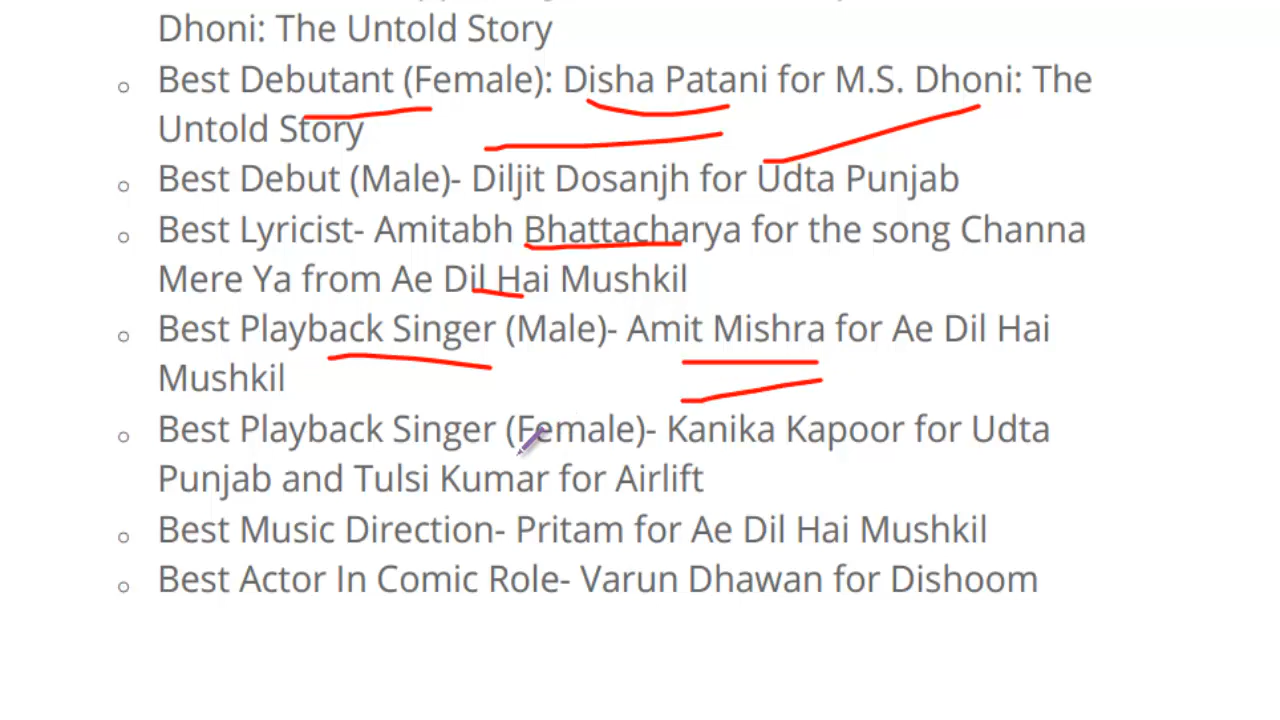 Dhoni: The Untold Story
Best Debutant (Female): Disha Patani for M.S. Dhoni: The
Untold Story
Best Debut (Male)- Diljit Dosanjh for Udta Punjab
Best Lyricist- Amitabh Bhattacharya for the song Channa
Mere Ya from Ae Dil Hai Mushkil
Best Playback Singer (Male)- Amit Mishra for Ae Dil Hai
Mushkil
Best Playback Singer (Female)- Kanika Kapoor for Udta
Punjab and Tulsi Kumar for Airlift
Best Music Direction- Pritam for Ae Dil Hai Mushkil
Best Actor In Comic Role- Varun Dhawan for Dishoom